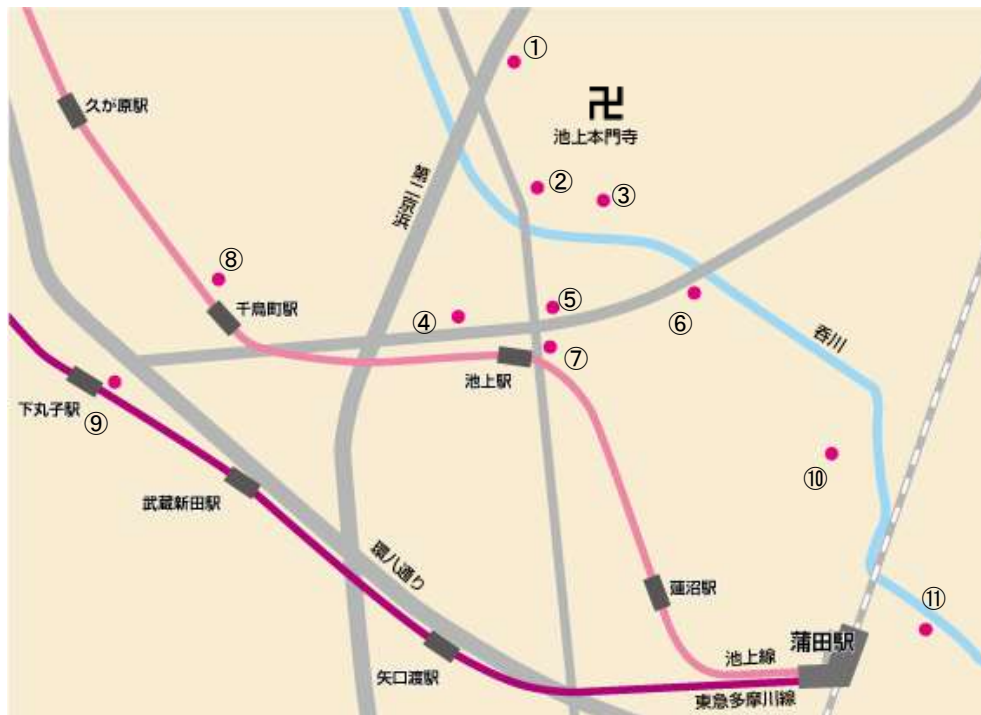 ①
卍
久が原駅
池上本門寺
第二京浜
②
③
⑧
千鳥町駅
④
⑤
⑥
呑川
池上駅
⑦
下丸子駅
⑨
武蔵新田駅
⑩
環八通り
蓮沼駅
⑪
蒲田駅
池上線
矢口渡駅
東急多摩川線